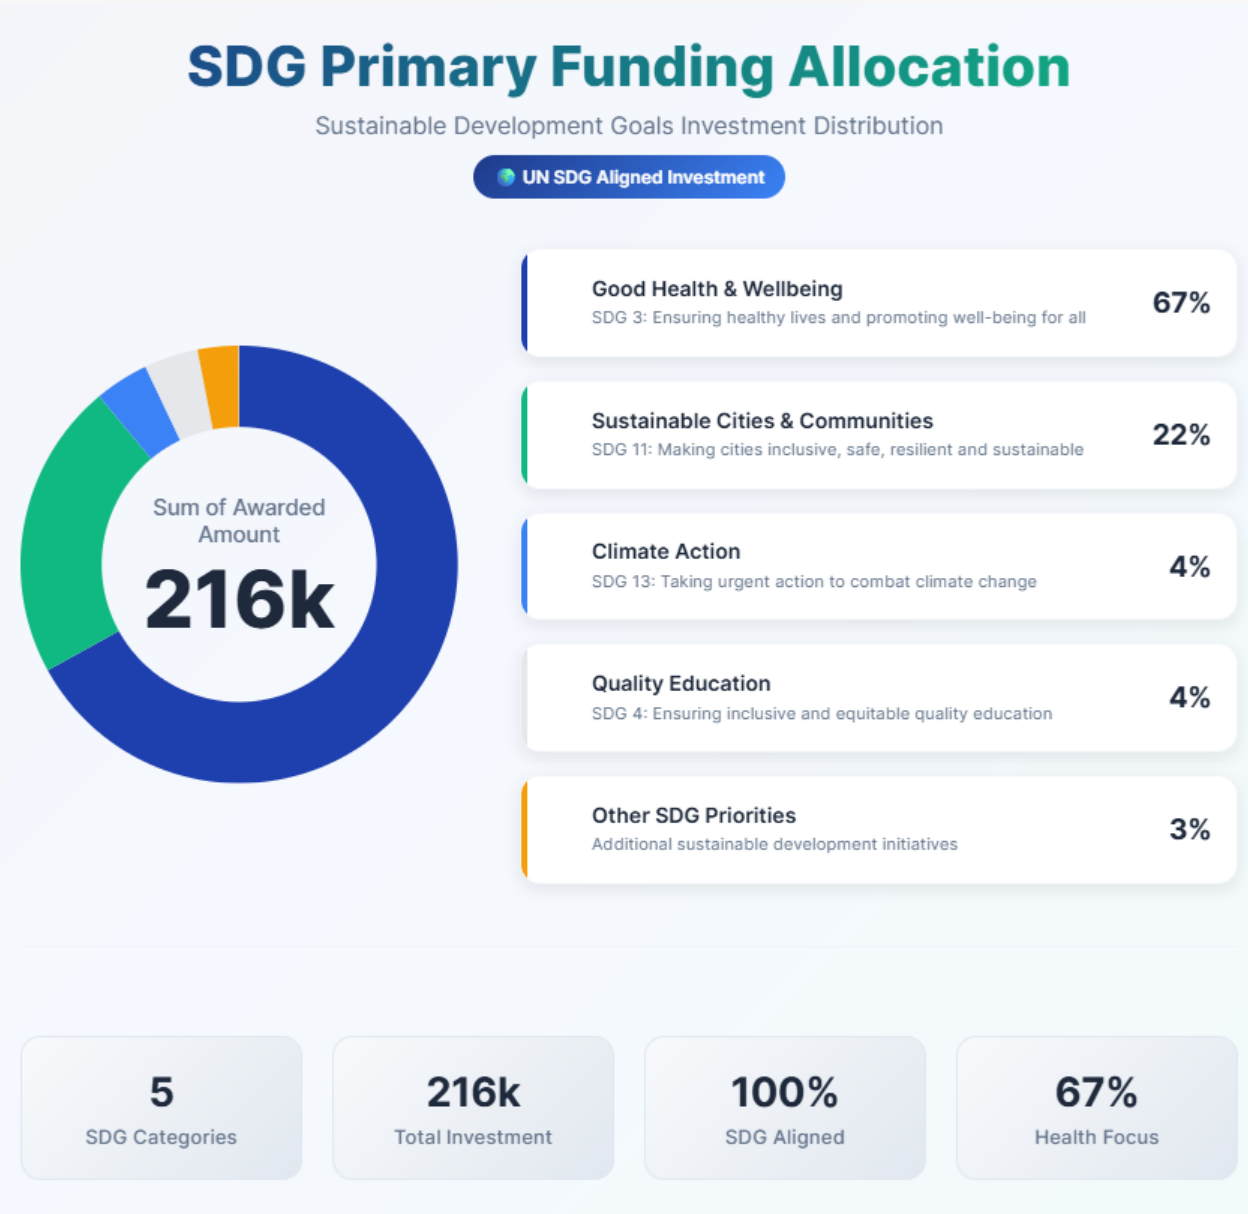 SDG Primary Funding Allocation
Sustainable Development Goals Investment Distribution
UN SDG Aligned Investment
Sum of Awarded
Amount
216k
Good Health & Wellbeing
SDG 3: Ensuring healthy lives and promoting well-being for all
67%
Sustainable Cities & Communities
SDG 11: Making cities inclusive, safe, resilient and sustainable
22%
Climate Action
SDG 13: Taking urgent action to combat climate change
4%
Quality Education
SDG 4: Ensuring inclusive and equitable quality education
4%
Other SDG Priorities
Additional sustainable development initiatives
3%
5
SDG Categories
216k
Total Investment
100%
SDG Aligned
67%
Health Focus